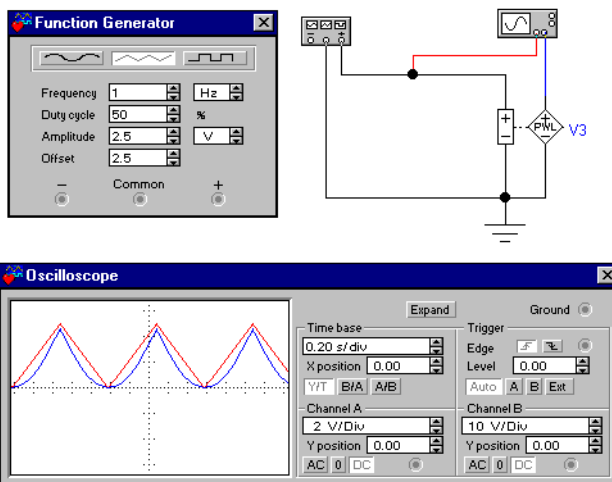 Function Generator
Frequency 1 Hz
Duty cycle 50 %
Amplitude 2.5 V
Offset 2.5
− Common +
PWL V3
Oscilloscope
Expand Ground
Time base
0.20 s/div
X position 0.00
Y/T B/A A/B
Trigger
Edge
Level 0.00
Auto A B Ext
Channel A
2 V/Div
Y position 0.00
AC 0 DC
Channel B
10 V/Div
Y position 0.00
AC 0 DC